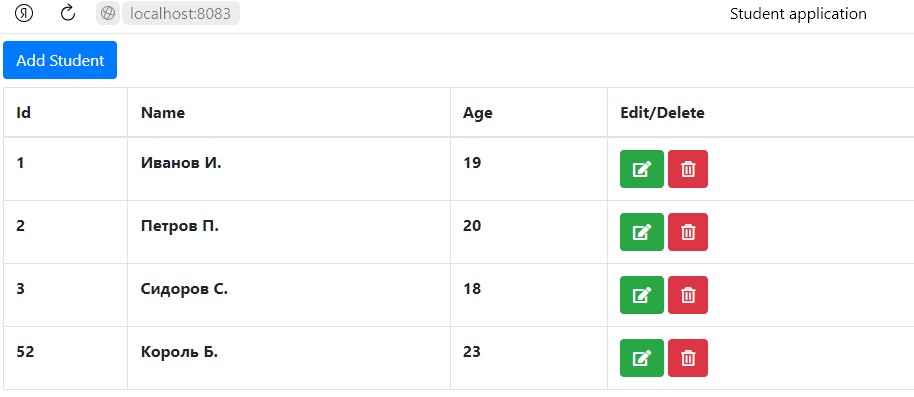 Я localhost:8083 Student application
Add Student
Id Name Age Edit/Delete
1 Иванов И. 19
2 Петров П. 20
3 Сидоров С. 18
52 Король Б. 23